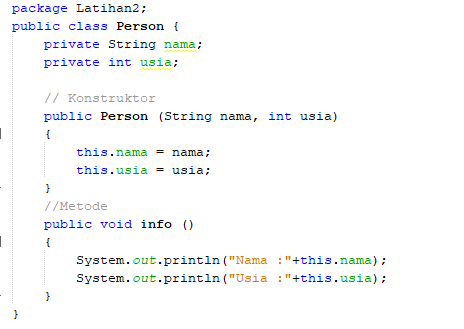 package Latihan2;
public class Person {
    private String nama;
    private int usia;

    // Konstruktor
    public Person (String nama, int usia)
    {
        this.nama = nama;
        this.usia = usia;
    }
    //Metode
    public void info ()
    {
        System.out.println("Nama :"+this.nama);
        System.out.println("Usia :"+this.usia);
    }
}